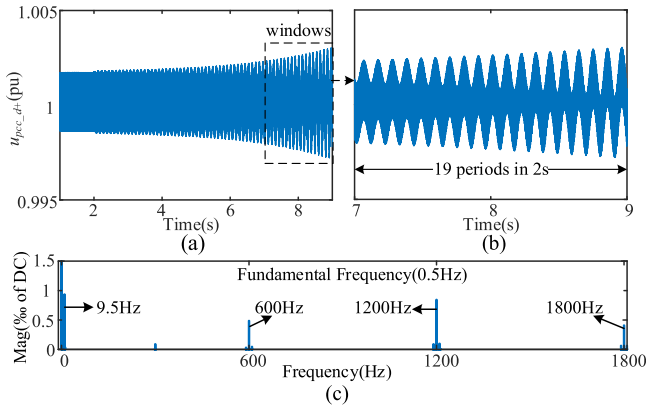 1.005
1
0.995
u_pcc_d+(pu)
windows
2 4 6 8
Time(s)
(a)
19 periods in 2s
7 8 9
Time(s)
(b)
1.5
1
0.5
0
Mag(‰ of DC)
Fundamental Frequency(0.5Hz)
9.5Hz
600Hz
1200Hz
1800Hz
0 600 1200 1800
Frequency(Hz)
(c)